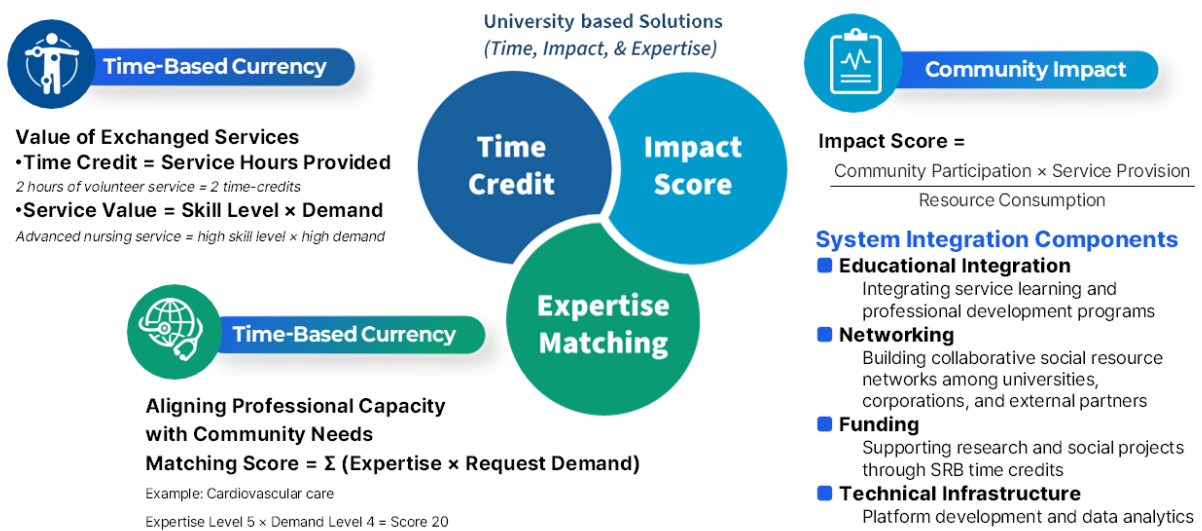 University based Solutions
(Time, Impact, & Expertise)
Time-Based Currency
Value of Exchanged Services
•Time Credit = Service Hours Provided
2 hours of volunteer service = 2 time-credits
•Service Value = Skill Level × Demand
Advanced nursing service = high skill level × high demand
Time
Credit
Impact
Score
Expertise
Matching
Time-Based Currency
Aligning Professional Capacity
with Community Needs
Matching Score = Σ (Expertise × Request Demand)
Example: Cardiovascular care
Expertise Level 5 × Demand Level 4 = Score 20
Community Impact
Impact Score =
Community Participation × Service Provision
Resource Consumption
System Integration Components
Educational Integration
Integrating service learning and
professional development programs
Networking
Building collaborative social resource
networks among universities,
corporations, and external partners
Funding
Supporting research and social projects
through SRB time credits
Technical Infrastructure
Platform development and data analytics